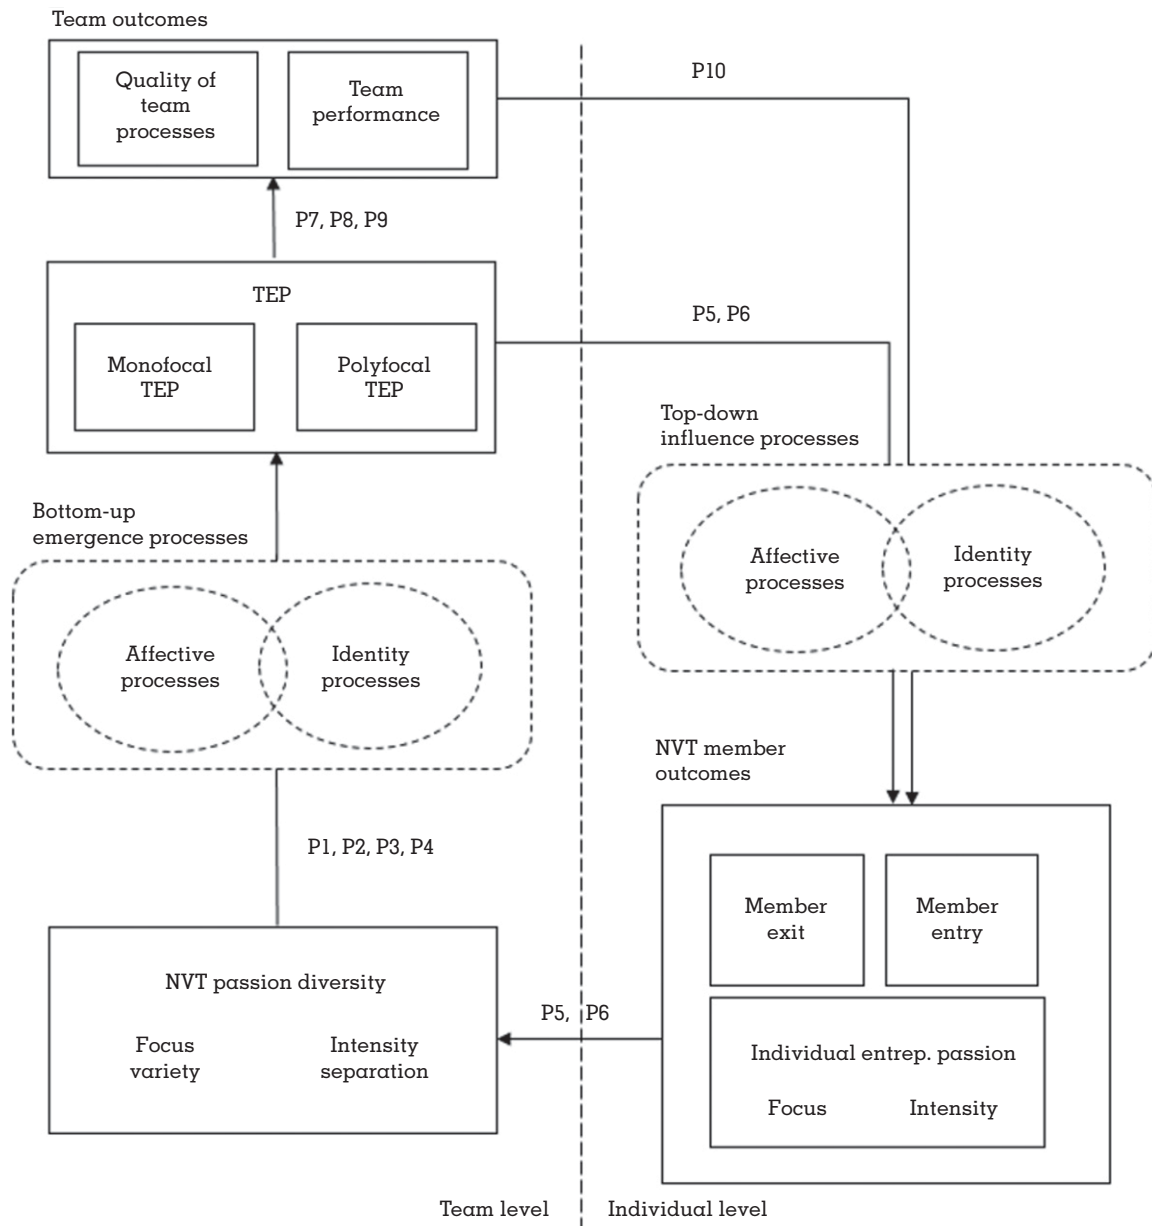 Team outcomes
Quality of
team
processes
Team
performance
P10
P7, P8, P9
TEP
Monofocal
TEP
Polyfocal
TEP
P5, P6
Top-down
influence processes
Affective
processes
Identity
processes
Bottom-up
emergence processes
Affective
processes
Identity
processes
NVT member
outcomes
P1, P2, P3, P4
Member
exit
Member
entry
NVT passion diversity
Focus
variety
Intensity
separation
P5, P6
Individual entrep. passion
Focus
Intensity
Team level
Individual level